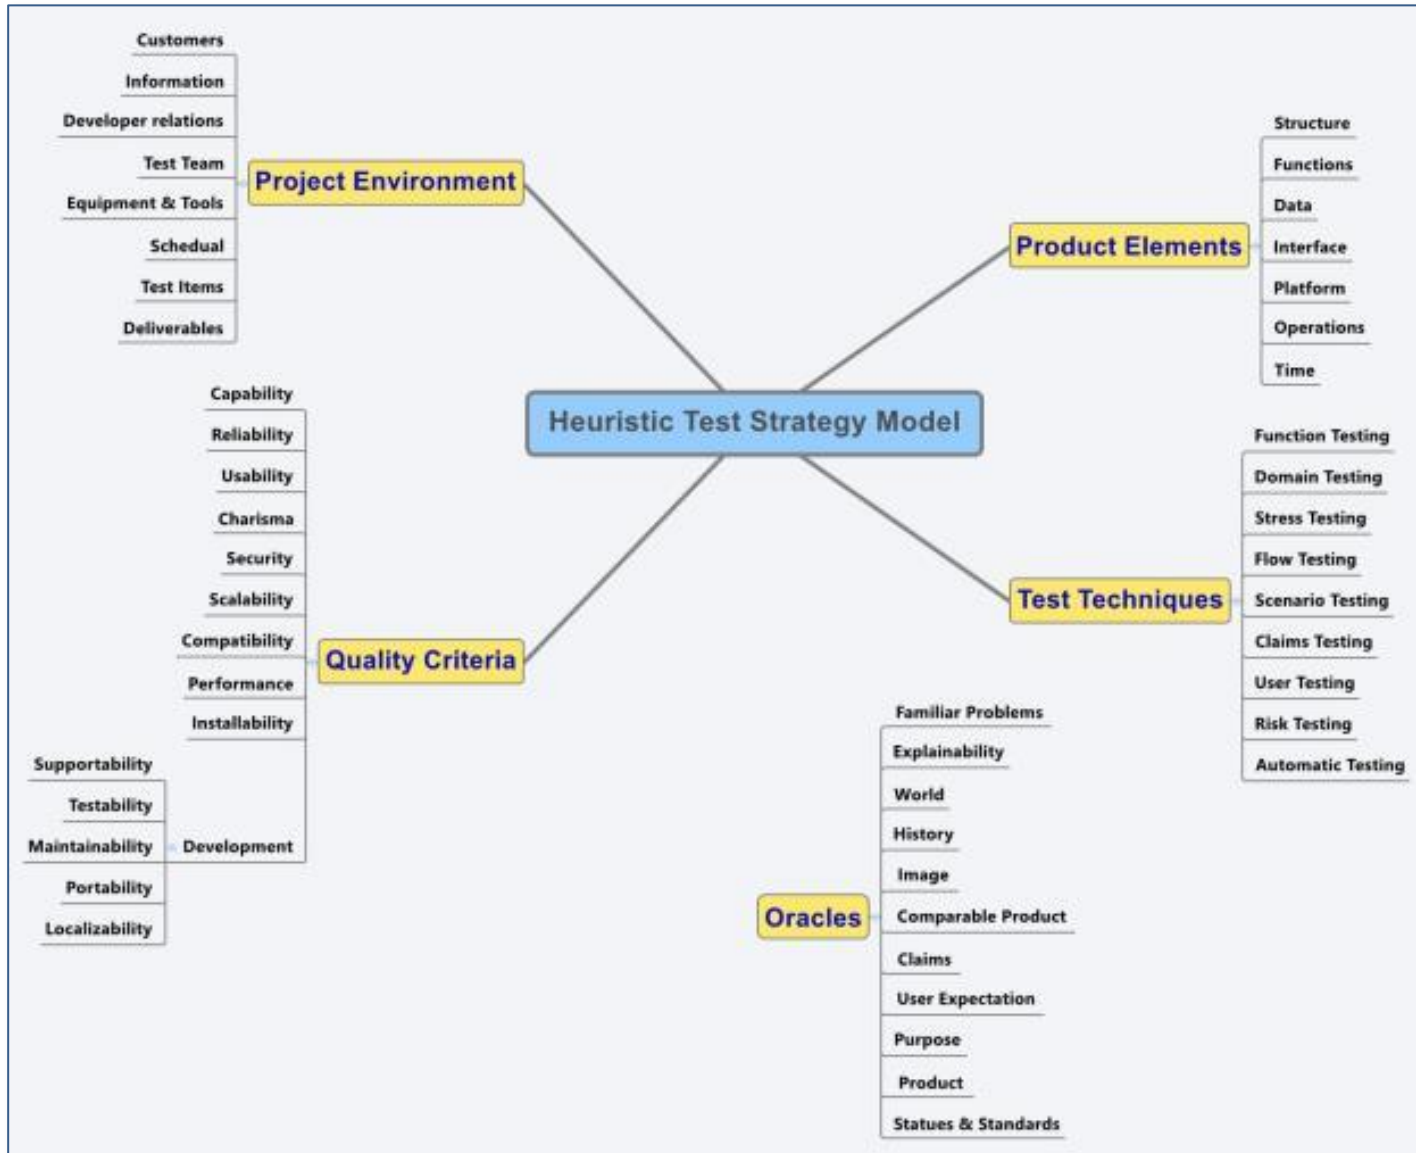 Heuristic Test Strategy Model
Project Environment
Customers
Information
Developer relations
Test Team
Equipment & Tools
Schedual
Test Items
Deliverables
Product Elements
Structure
Functions
Data
Interface
Platform
Operations
Time
Quality Criteria
Capability
Reliability
Usability
Charisma
Security
Scalability
Compatibility
Performance
Installability
Development
Supportability
Testability
Maintainability
Portability
Localizability
Test Techniques
Function Testing
Domain Testing
Stress Testing
Flow Testing
Scenario Testing
Claims Testing
User Testing
Risk Testing
Automatic Testing
Oracles
Familiar Problems
Explainability
World
History
Image
Comparable Product
Claims
User Expectation
Purpose
Product
Statues & Standards